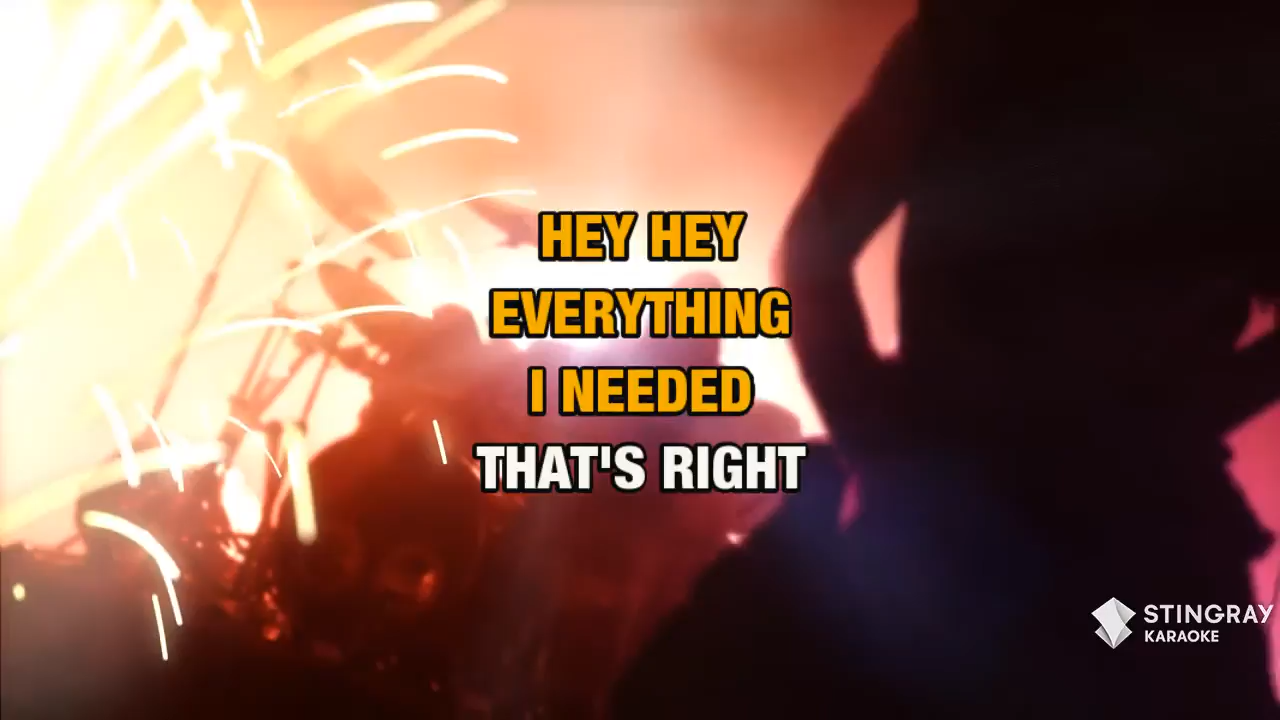 HEY HEY
EVERYTHING
I NEEDED
THAT'S RIGHT
STINGRAY
KARAOKE